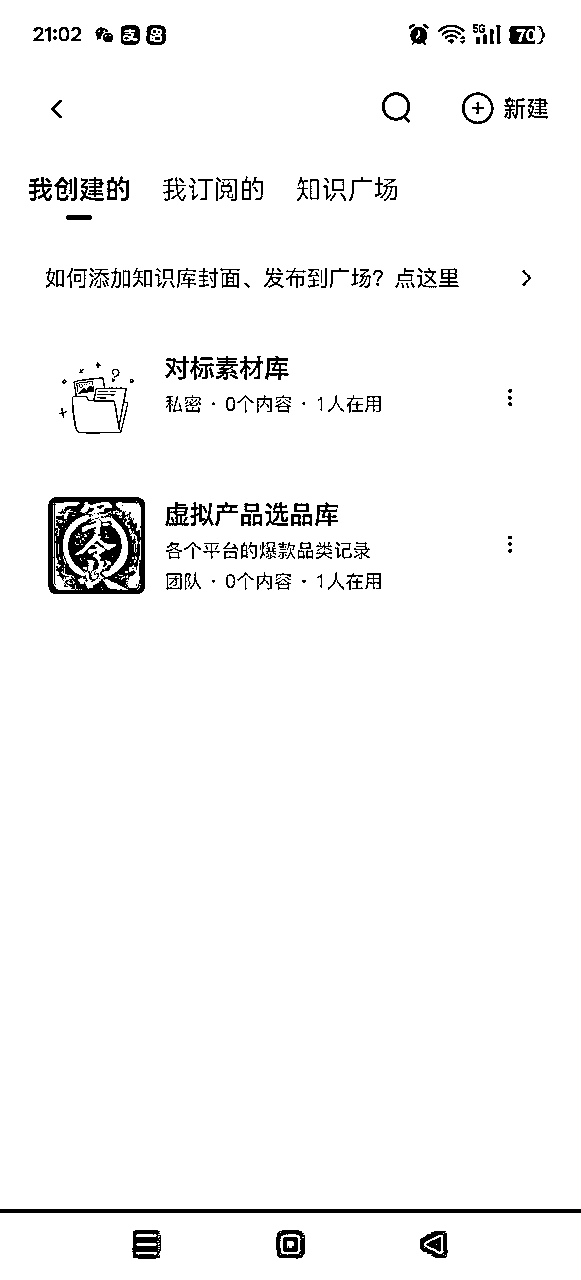 21:02
5G
70
新建
我创建的 我订阅的 知识广场
如何添加知识库封面、发布到广场？点这里
对标素材库
私密 · 0个内容 · 1人在用
虚拟产品选品库
各个平台的爆款品类记录
团队 · 0个内容 · 1人在用